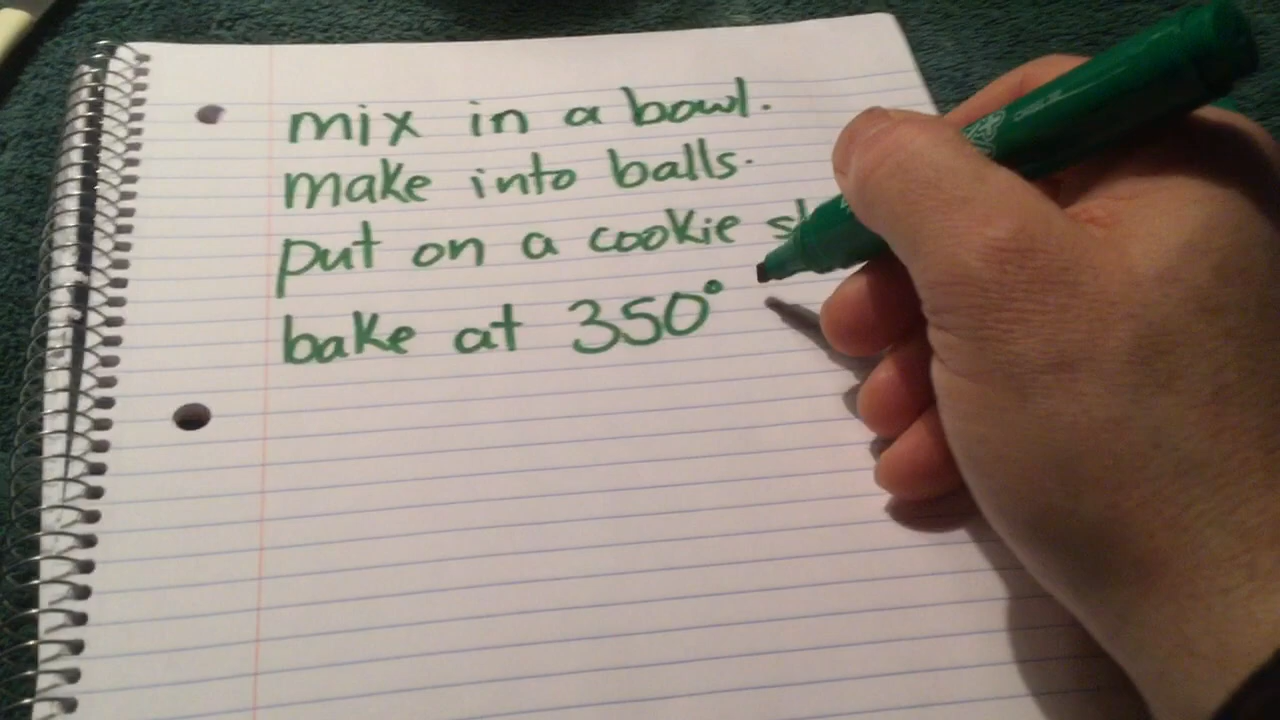 mix in a bowl.
make into balls.
put on a cookie
bake at 350°